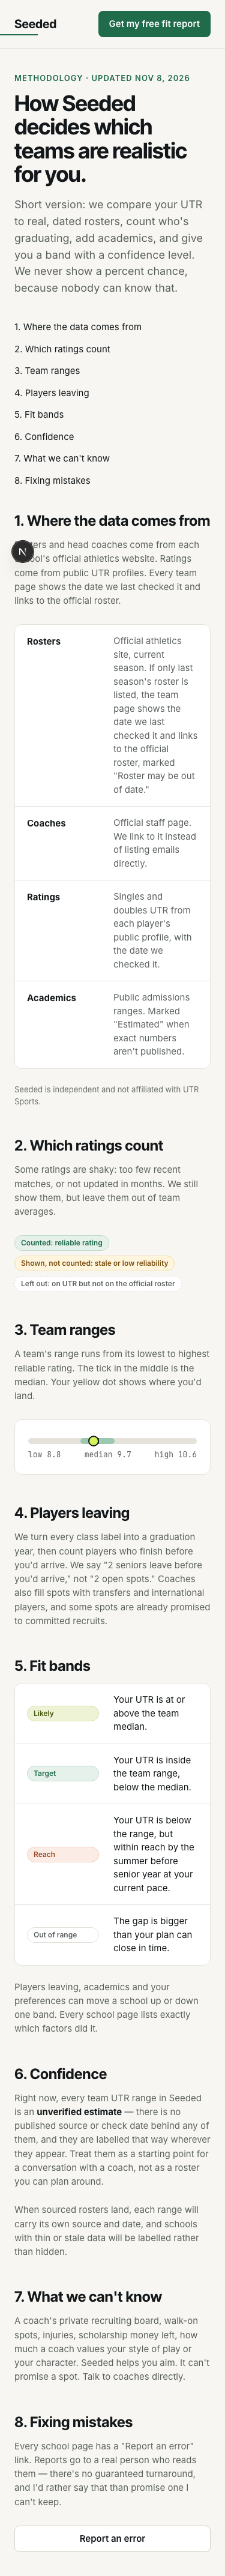 Seeded
Get my free fit report
METHODOLOGY · UPDATED NOV 8, 2026
How Seeded
decides which
teams are realistic
for you.
Short version: we compare your UTR
to real, dated rosters, count who's
graduating, add academics, and give
you a band with a confidence level.
We never show a percent chance,
because nobody can know that.
1. Where the data comes from
2. Which ratings count
3. Team ranges
4. Players leaving
5. Fit bands
6. Confidence
7. What we can't know
8. Fixing mistakes
1. Where the data comes from
and head coaches come from each
official athletics website. Ratings
come from public UTR profiles. Every team
page shows the date we last checked it and
links to the official roster.
Rosters
Official athletics
site, current
season. If only last
season's roster is
listed, the team
page shows the
date we last
checked it and links
to the official
roster, marked
"Roster may be out
of date."
Coaches
Official staff page.
We link to it instead
of listing emails
directly.
Ratings
Singles and
doubles UTR from
each player's
public profile, with
the date we
checked it.
Academics
Public admissions
ranges. Marked
"Estimated" when
exact numbers
aren't published.
Seeded is independent and not affiliated with UTR
Sports.
2. Which ratings count
Some ratings are shaky: too few recent
matches, or not updated in months. We still
show them, but leave them out of team
averages.
Counted: reliable rating
Shown, not counted: stale or low reliability
Left out: on UTR but not on the official roster
3. Team ranges
A team's range runs from its lowest to highest
reliable rating. The tick in the middle is the
median. Your yellow dot shows where you'd
land.
low 8.8 median 9.7 high 10.6
4. Players leaving
We turn every class label into a graduation
year, then count players who finish before
you'd arrive. We say "2 seniors leave before
you'd arrive," not "2 open spots." Coaches
also fill spots with transfers and international
players, and some spots are already promised
to committed recruits.
5. Fit bands
Likely
Your UTR is at or
above the team
median.
Target
Your UTR is inside
the team range,
below the median.
Reach
Your UTR is below
the range, but
within reach by the
summer before
senior year at your
current pace.
Out of range
The gap is bigger
than your plan can
close in time.
Players leaving, academics and your
preferences can move a school up or down
one band. Every school page lists exactly
which factors did it.
6. Confidence
Right now, every team UTR range in Seeded
is an unverified estimate — there is no
published source or check date behind any of
them, and they are labelled that way wherever
they appear. Treat them as a starting point for
a conversation with a coach, not as a roster
you can plan around.
When sourced rosters land, each range will
carry its own source and date, and schools
with thin or stale data will be labelled rather
than hidden.
7. What we can't know
A coach's private recruiting board, walk-on
spots, injuries, scholarship money left, how
much a coach values your style of play or
your character. Seeded helps you aim. It can't
promise a spot. Talk to coaches directly.
8. Fixing mistakes
Every school page has a "Report an error"
link. Reports go to a real person who reads
them — there's no guaranteed turnaround,
and I'd rather say that than promise one I
can't keep.
Report an error